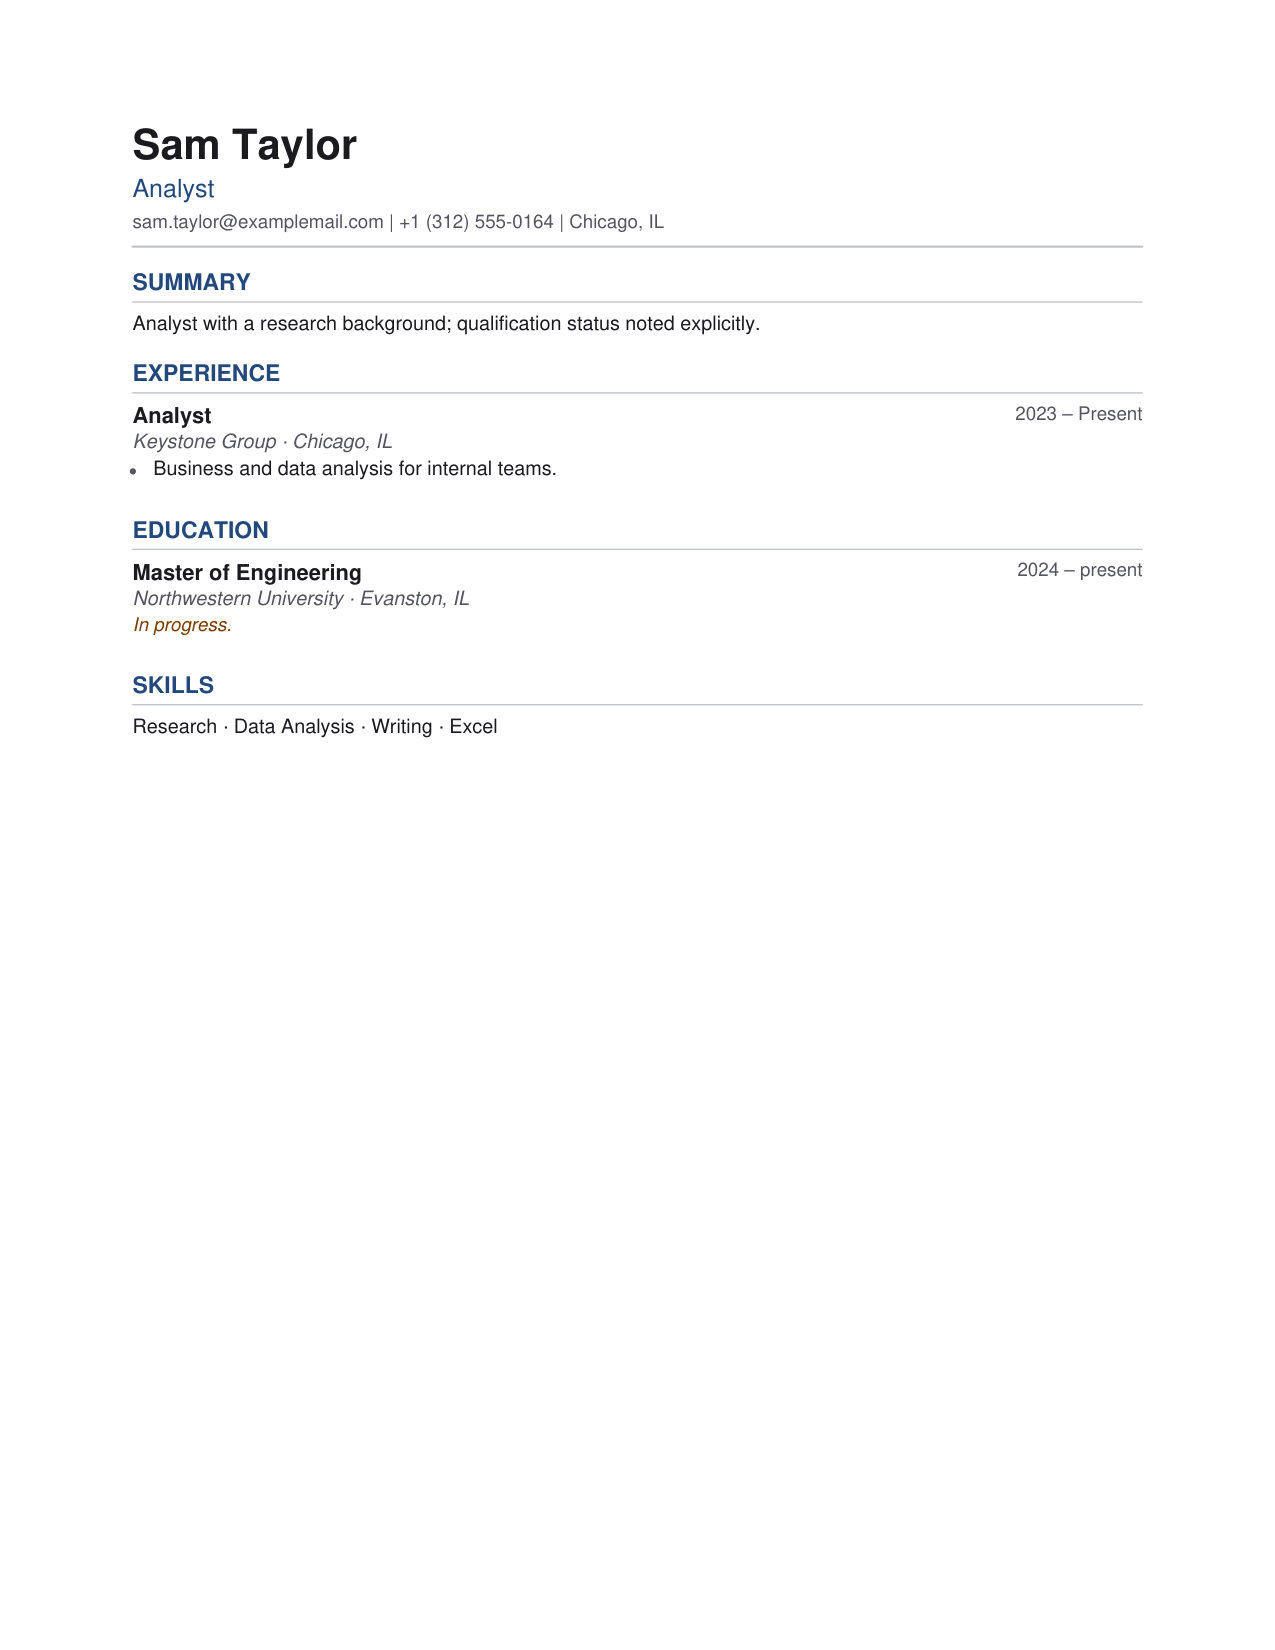 Sam Taylor
Analyst
sam.taylor@examplemail.com | +1 (312) 555-0164 | Chicago, IL
SUMMARY
Analyst with a research background; qualification status noted explicitly.
EXPERIENCE
Analyst 2023 – Present
Keystone Group · Chicago, IL
• Business and data analysis for internal teams.
EDUCATION
Master of Engineering 2024 – present
Northwestern University · Evanston, IL
In progress.
SKILLS
Research · Data Analysis · Writing · Excel